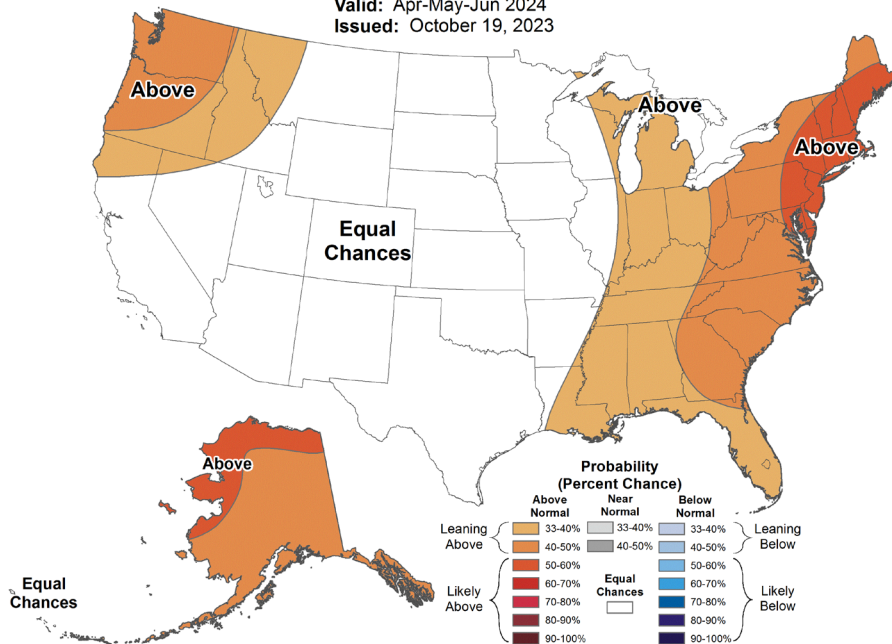 Valid: Apr-May-Jun 2024
Issued: October 19, 2023
Above
Above
Above
Equal
Chances
Above
Equal
Chances
Probability
(Percent Chance)
Above
Normal
Near
Normal
Below
Normal
Leaning
Above
33-40%
33-40%
33-40%
Leaning
Below
40-50%
40-50%
40-50%
Likely
Above
50-60%
50-60%
Likely
Below
60-70%
Equal
Chances
60-70%
70-80%
70-80%
80-90%
80-90%
90-100%
90-100%